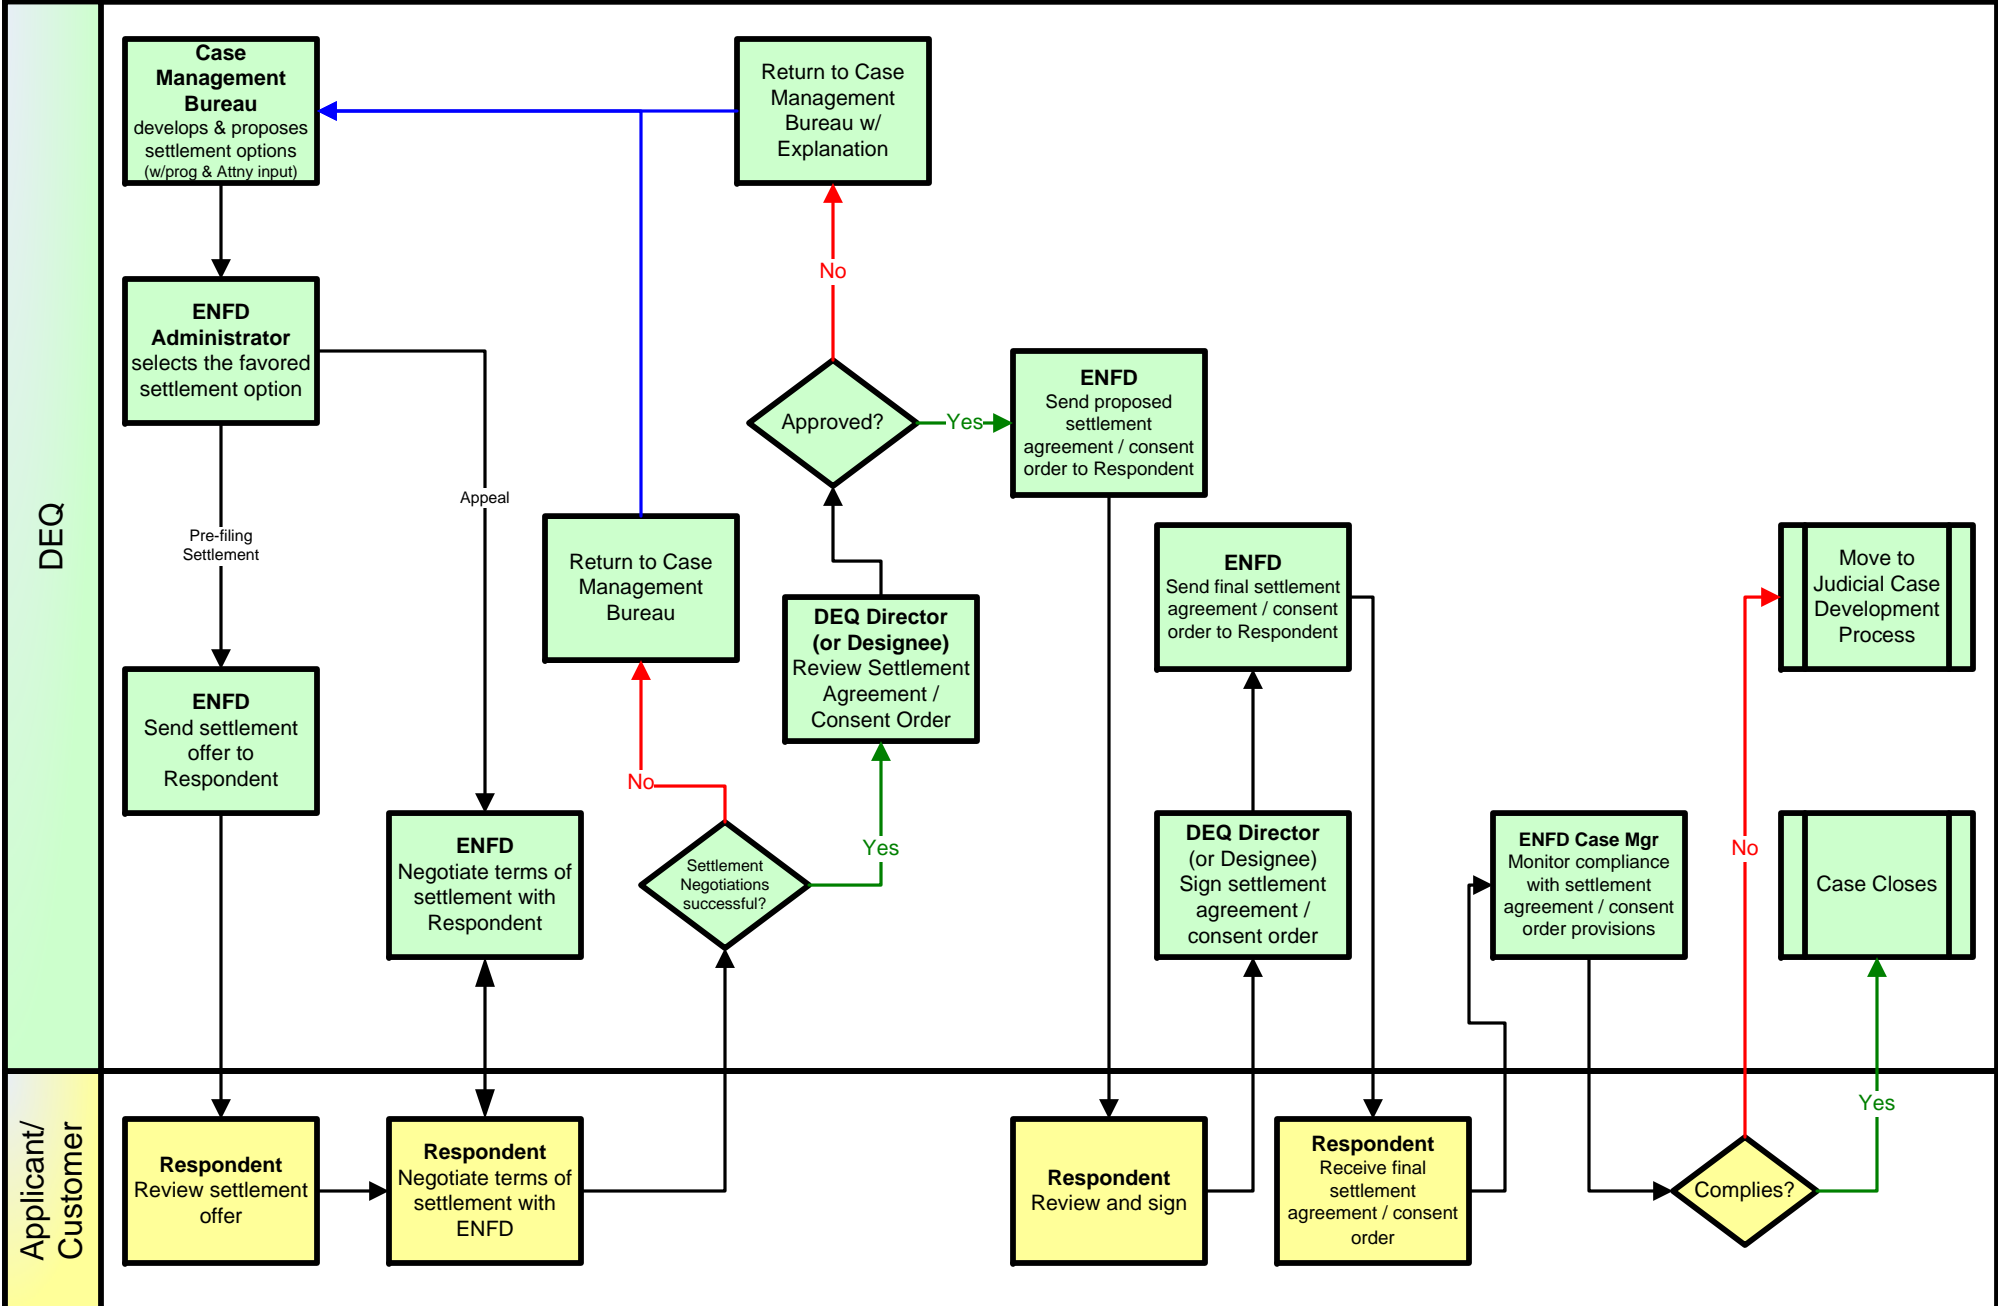 DEQ
Case
Management
Bureau
develops & proposes
settlement options
(w/prog & Attny input)
Return to Case
Management
Bureau w/
Explanation
No
ENFD
Administrator
selects the favored
settlement option
Approved?
Yes
ENFD
Send proposed
settlement
agreement / consent
order to Respondent
Appeal
Pre-filing
Settlement
Return to Case
Management
Bureau
DEQ Director
(or Designee)
Review Settlement
Agreement /
Consent Order
ENFD
Send final settlement
agreement / consent
order to Respondent
Move to
Judicial Case
Development
Process
ENFD
Send settlement
offer to
Respondent
No
Yes
ENFD
Negotiate terms of
settlement with
Respondent
Settlement
Negotiations
successful?
DEQ Director
(or Designee)
Sign settlement
agreement /
consent order
ENFD Case Mgr
Monitor compliance
with settlement
agreement / consent
order provisions
No
Case Closes
Yes
Applicant/
Customer
Respondent
Review settlement
offer
Respondent
Negotiate terms of
settlement with
ENFD
Respondent
Review and sign
Respondent
Receive final
settlement
agreement / consent
order
Complies?